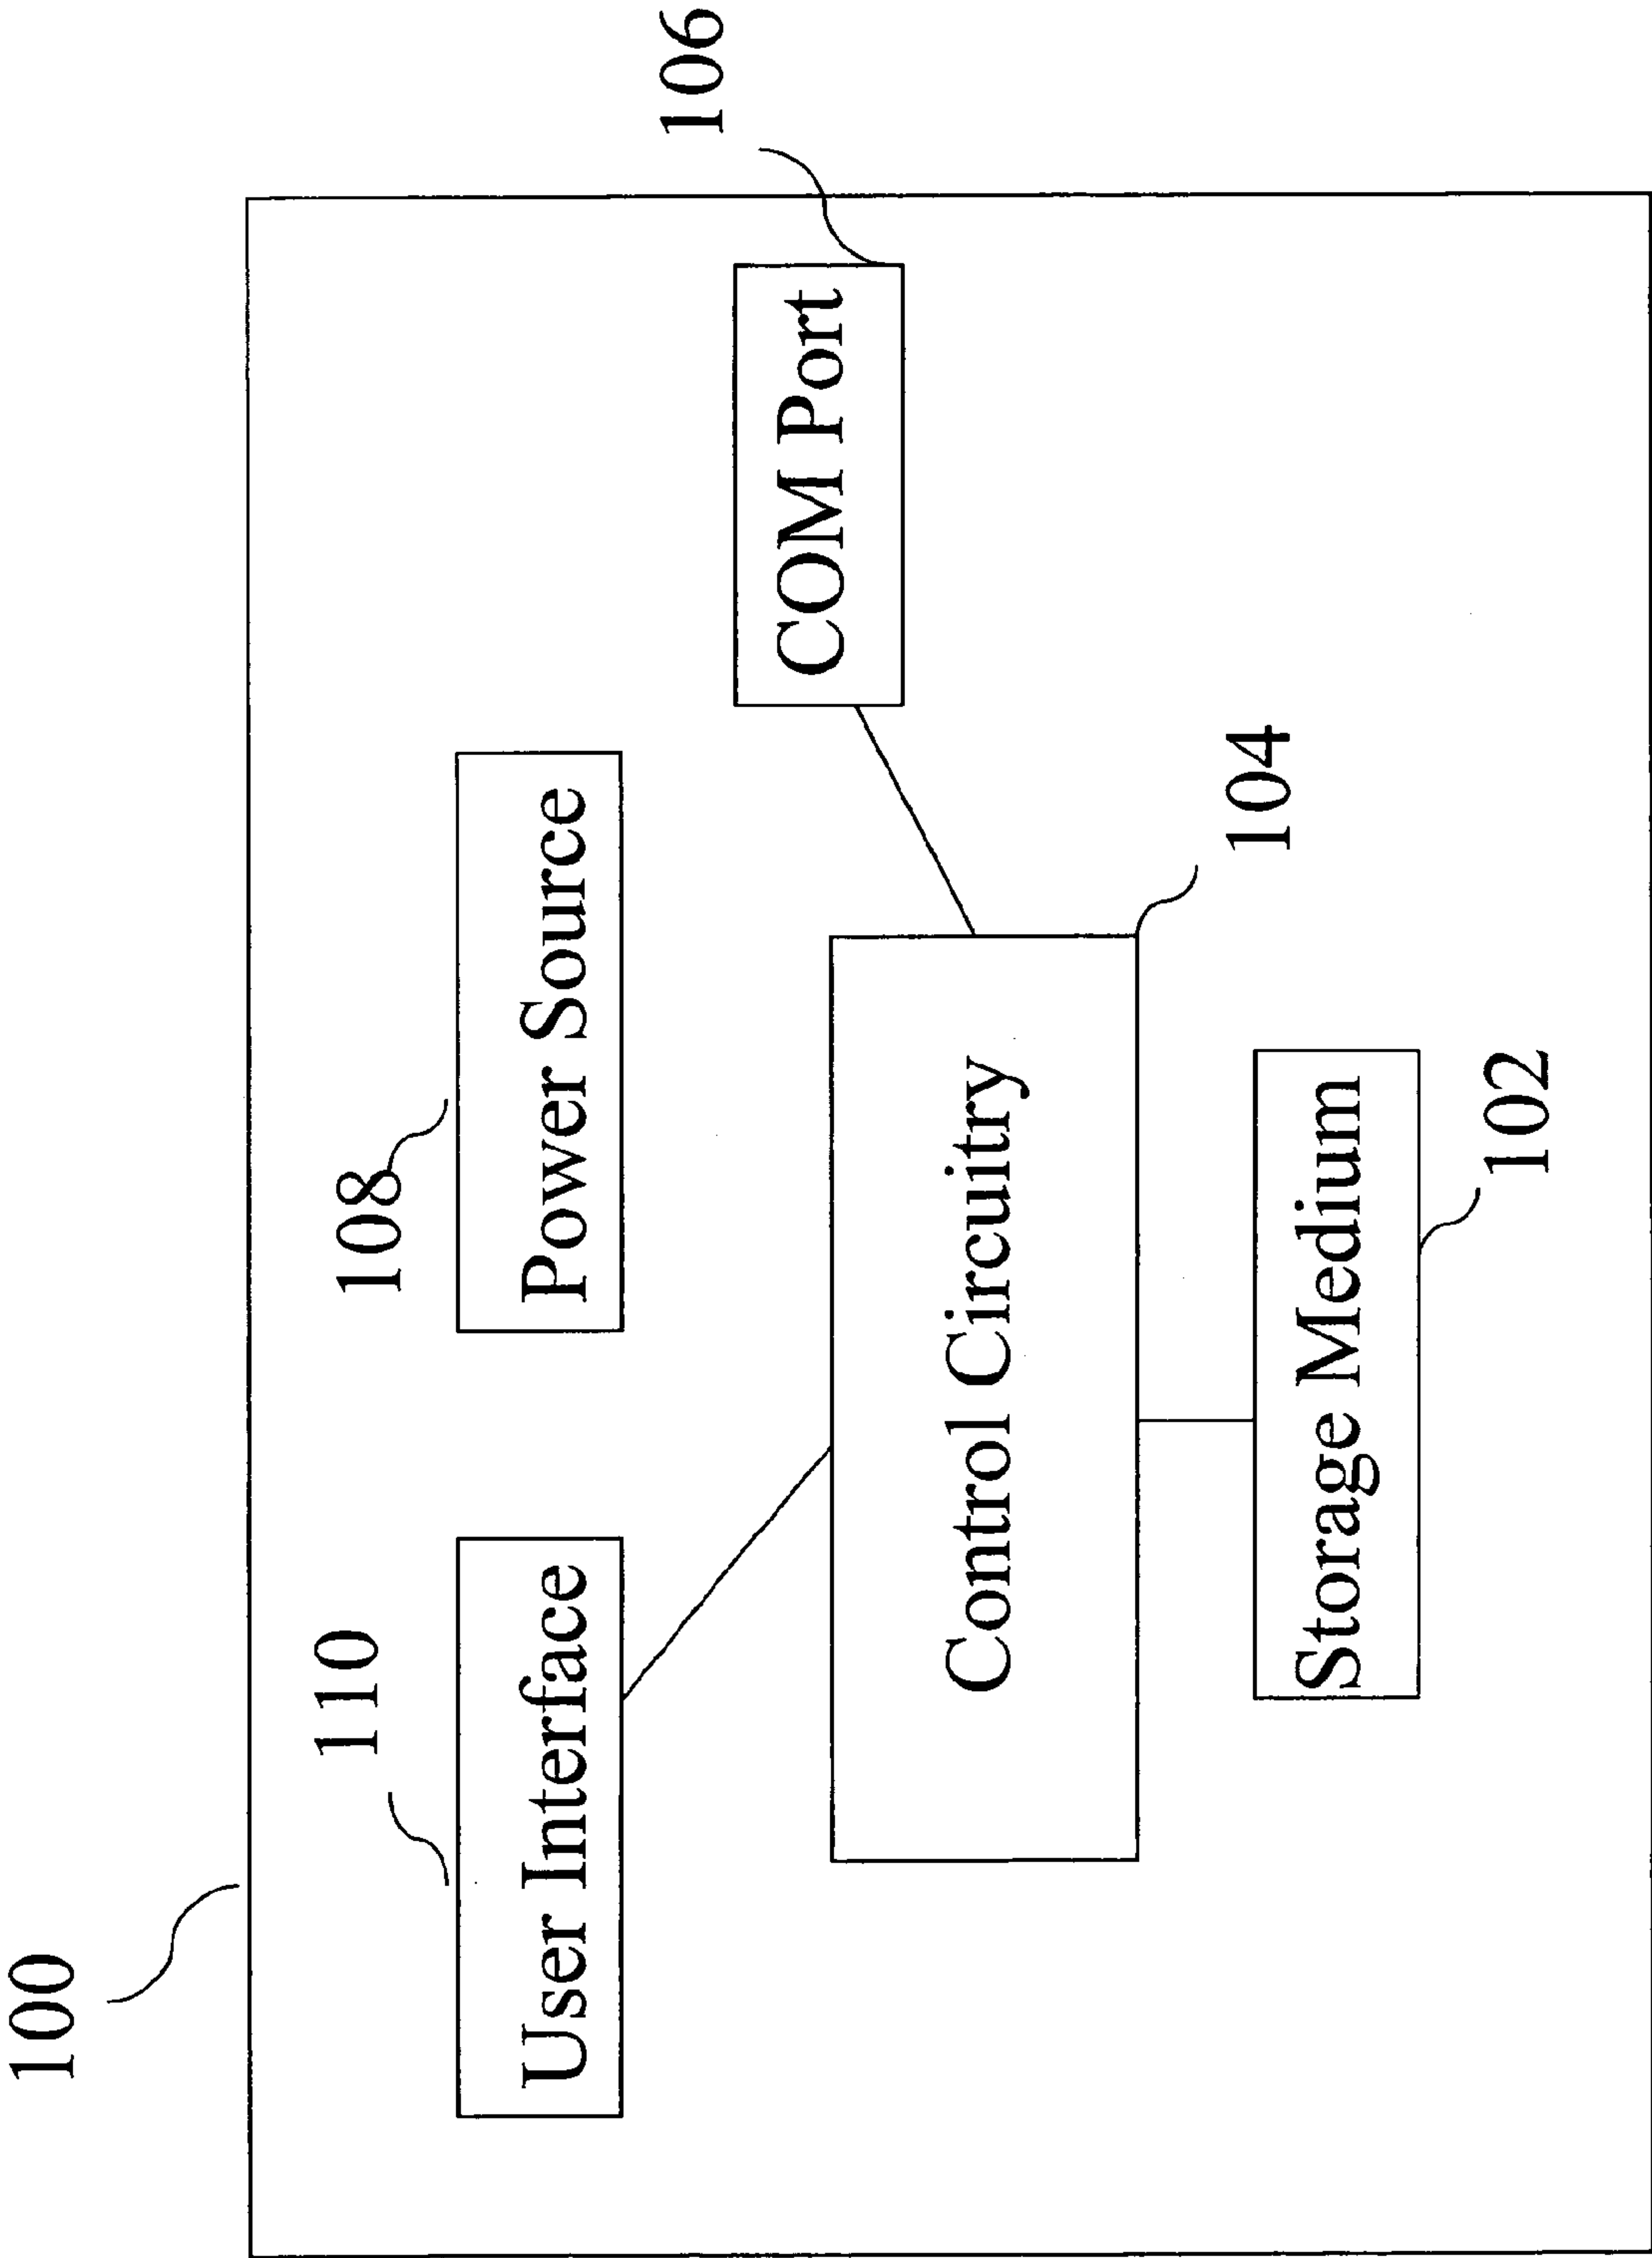 100
110
108
User Interface
Power Source
106
COM Port
Control Circuitry
104
Storage Medium
102